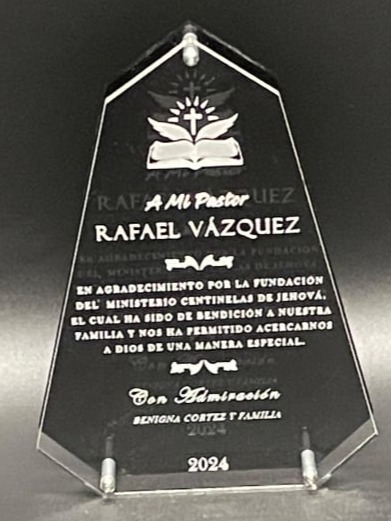 A Mi Pastor
RAFAEL VÁZQUEZ
EN AGRADECIMIENTO POR LA FUNDACIÓN
DEL MINISTERIO CENTINELAS DE JEHOVÁ,
EL CUAL HA SIDO DE BENDICIÓN A NUESTRA
FAMILIA Y NOS HA PERMITIDO ACERCARNOS
A DIOS DE UNA MANERA ESPECIAL.
Con Admiración
BENIGNA CORTEZ Y FAMILIA
2024